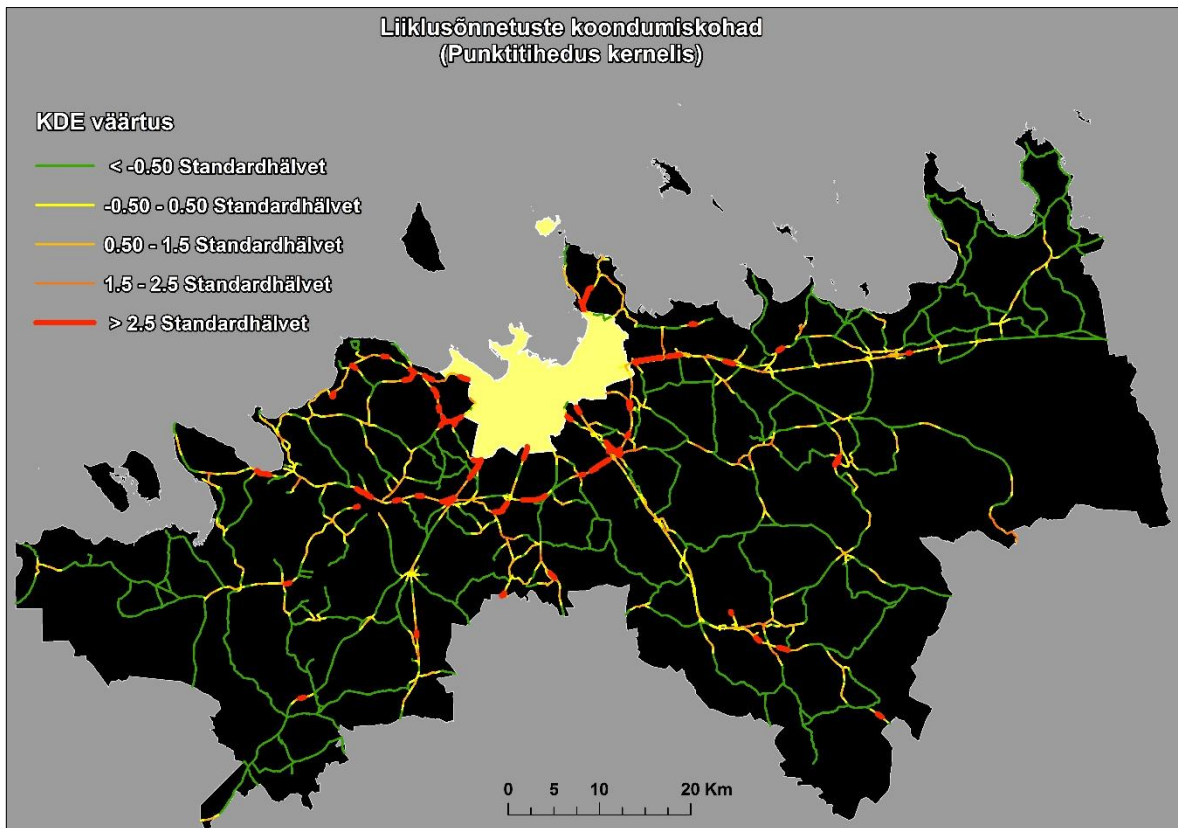 Liiklusõnnetuste koondumiskohad
(Punktitihedus kernelis)
KDE väärtus
< -0.50 Standardhälvet
-0.50 - 0.50 Standardhälvet
0.50 - 1.5 Standardhälvet
1.5 - 2.5 Standardhälvet
> 2.5 Standardhälvet
0 5 10 20 Km